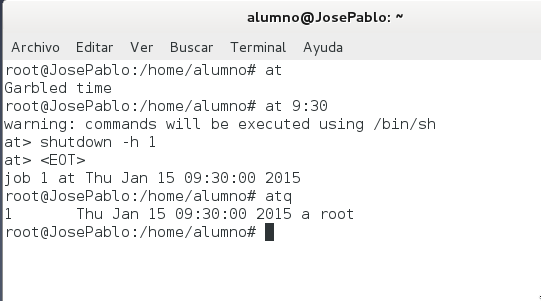 alumno@JosePablo: ~
Archivo Editar Ver Buscar Terminal Ayuda
root@JosePablo:/home/alumno# at
Garbled time
root@JosePablo:/home/alumno# at 9:30
warning: commands will be executed using /bin/sh
at> shutdown -h 1
at> <EOT>
job 1 at Thu Jan 15 09:30:00 2015
root@JosePablo:/home/alumno# atq
1       Thu Jan 15 09:30:00 2015 a root
root@JosePablo:/home/alumno#